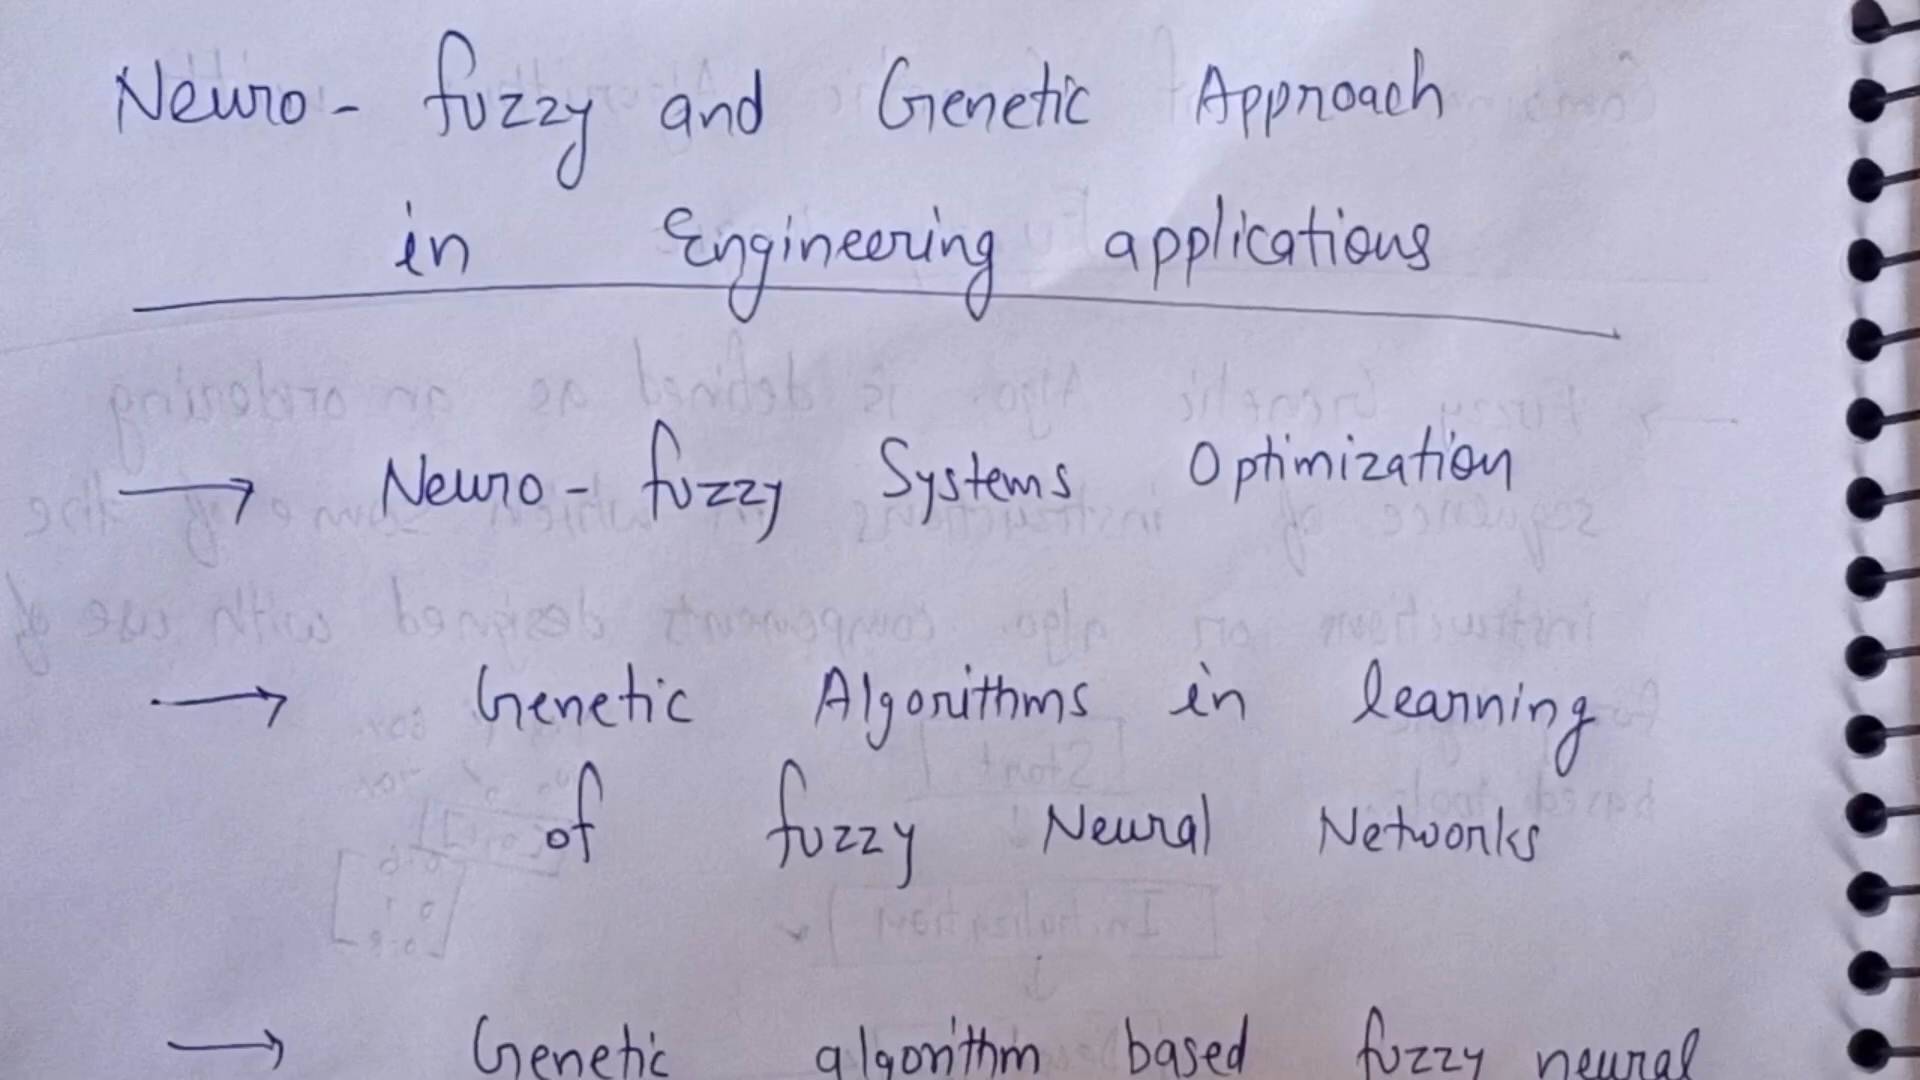 Neuro - fuzzy and Genetic Approach
in Engineering applications
→ Neuro - fuzzy Systems Optimization
→ Genetic Algorithms in learning
of fuzzy Neural Networks
→ Genetic algorithm based fuzzy neural